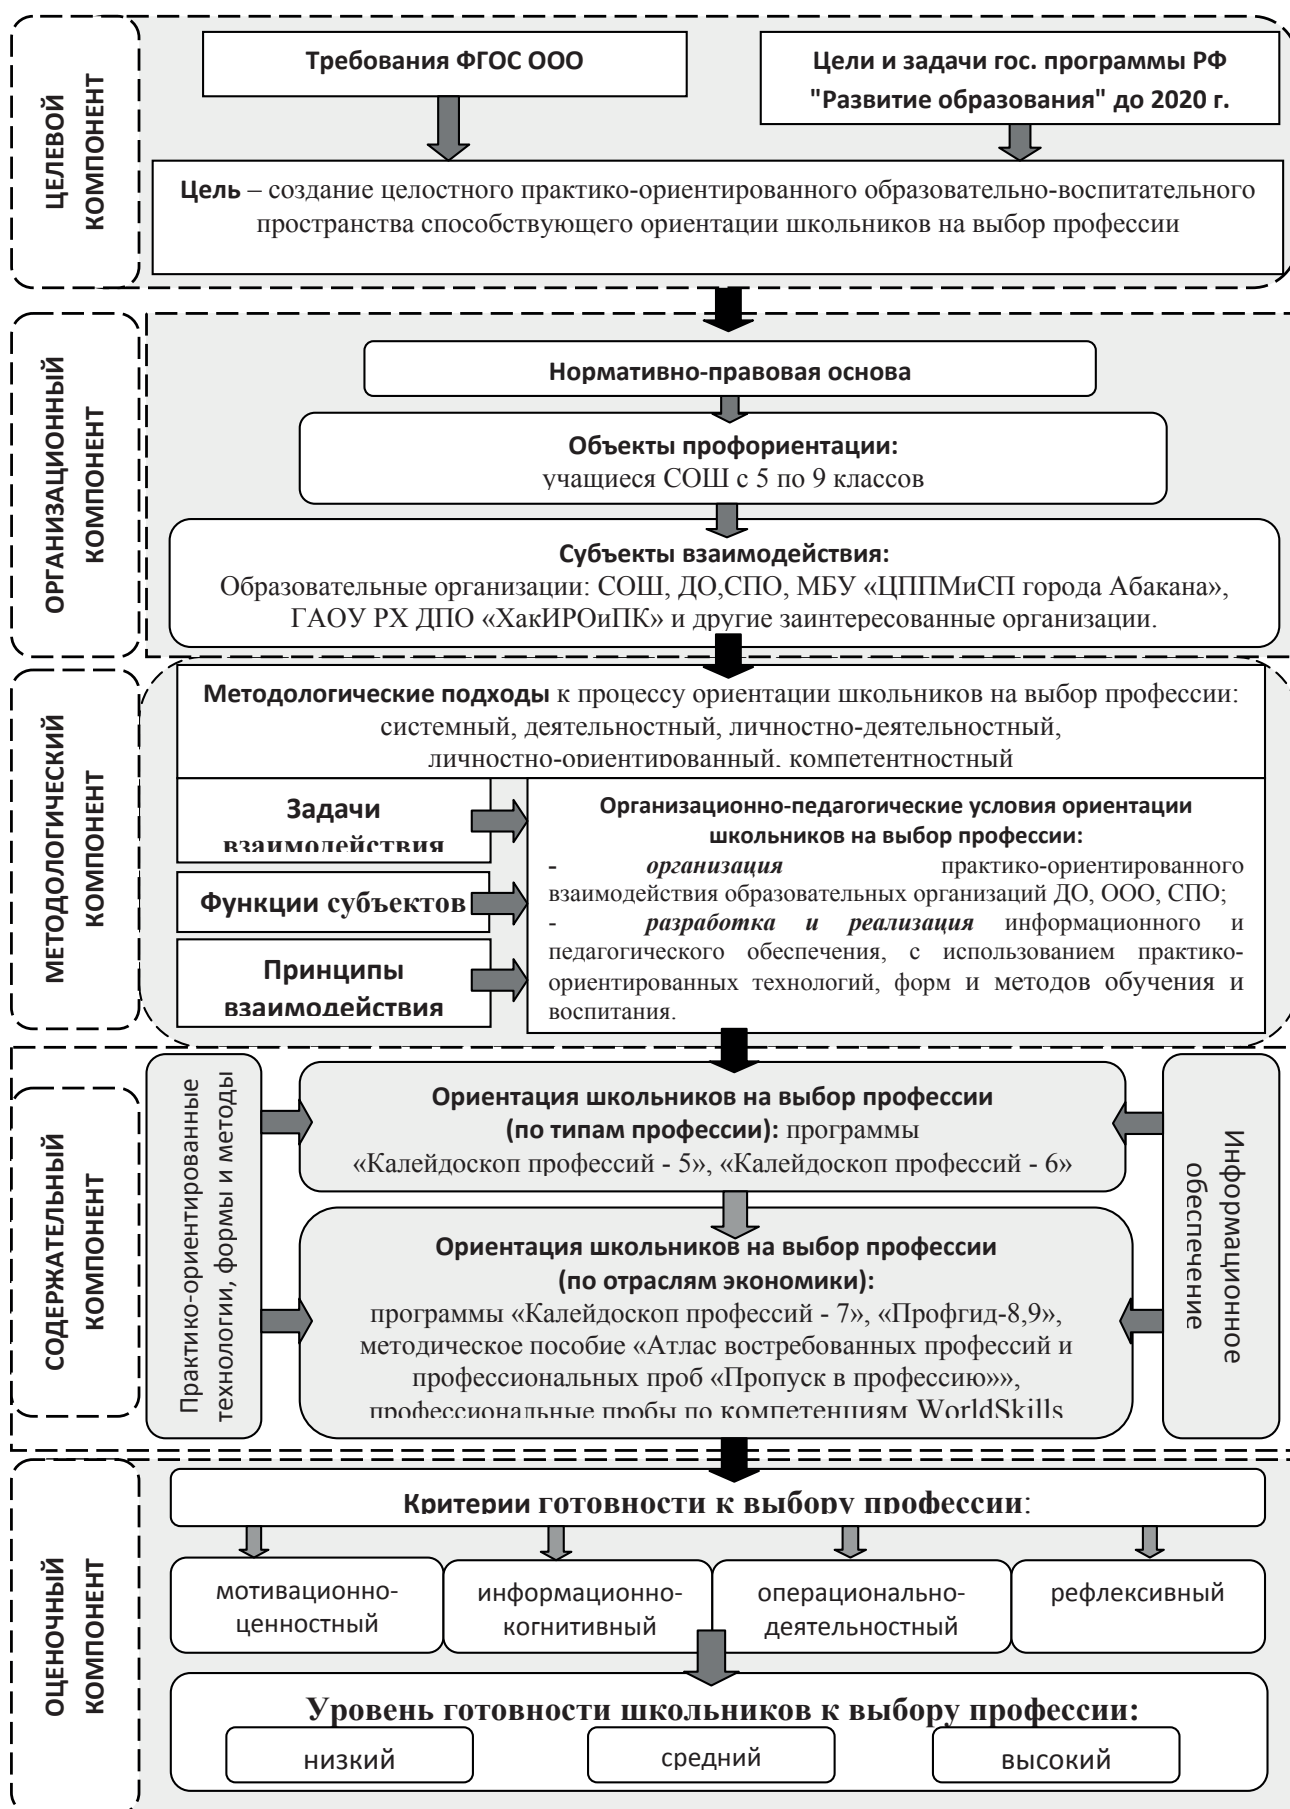 ЦЕЛЕВОЙ
КОМПОНЕНТ
Требования ФГОС ООО
Цели и задачи гос. программы РФ
"Развитие образования" до 2020 г.
Цель – создание целостного практико-ориентированного образовательно-воспитательного
пространства способствующего ориентации школьников на выбор профессии
ОРГАНИЗАЦИОННЫЙ
КОМПОНЕНТ
Нормативно-правовая основа
Объекты профориентации:
учащиеся СОШ с 5 по 9 классов
Субъекты взаимодействия:
Образовательные организации: СОШ, ДО,СПО, МБУ «ЦППМиСП города Абакана»,
ГАОУ РХ ДПО «ХакИРОиПК» и другие заинтересованные организации.
МЕТОДОЛОГИЧЕСКИЙ
КОМПОНЕНТ
Методологические подходы к процессу ориентации школьников на выбор профессии:
системный, деятельностный, личностно-деятельностный,
личностно-ориентированный, компетентностный
Задачи
взаимодействия
Функции субъектов
Принципы
взаимодействия
Организационно-педагогические условия ориентации
школьников на выбор профессии:
- организация практико-ориентированного
взаимодействия образовательных организаций ДО, ООО, СПО;
- разработка и реализация информационного и
педагогического обеспечения, с использованием практико-
ориентированных технологий, форм и методов обучения и
воспитания.
СОДЕРЖАТЕЛЬНЫЙ
КОМПОНЕНТ
Практико-ориентированные
технологии, формы и методы
Ориентация школьников на выбор профессии
(по типам профессии): программы
«Калейдоскоп профессий - 5», «Калейдоскоп профессий - 6»
Ориентация школьников на выбор профессии
(по отраслям экономики):
программы «Калейдоскоп профессий - 7», «Профгид-8,9»,
методическое пособие «Атлас востребованных профессий и
профессиональных проб «Пропуск в профессию»»,
профессиональные пробы по компетенциям WorldSkills
Информационное
обеспечение
ОЦЕНОЧНЫЙ
КОМПОНЕНТ
Критерии готовности к выбору профессии:
мотивационно-
ценностный
информационно-
когнитивный
операционально-
деятельностный
рефлексивный
Уровень готовности школьников к выбору профессии:
низкий
средний
высокий